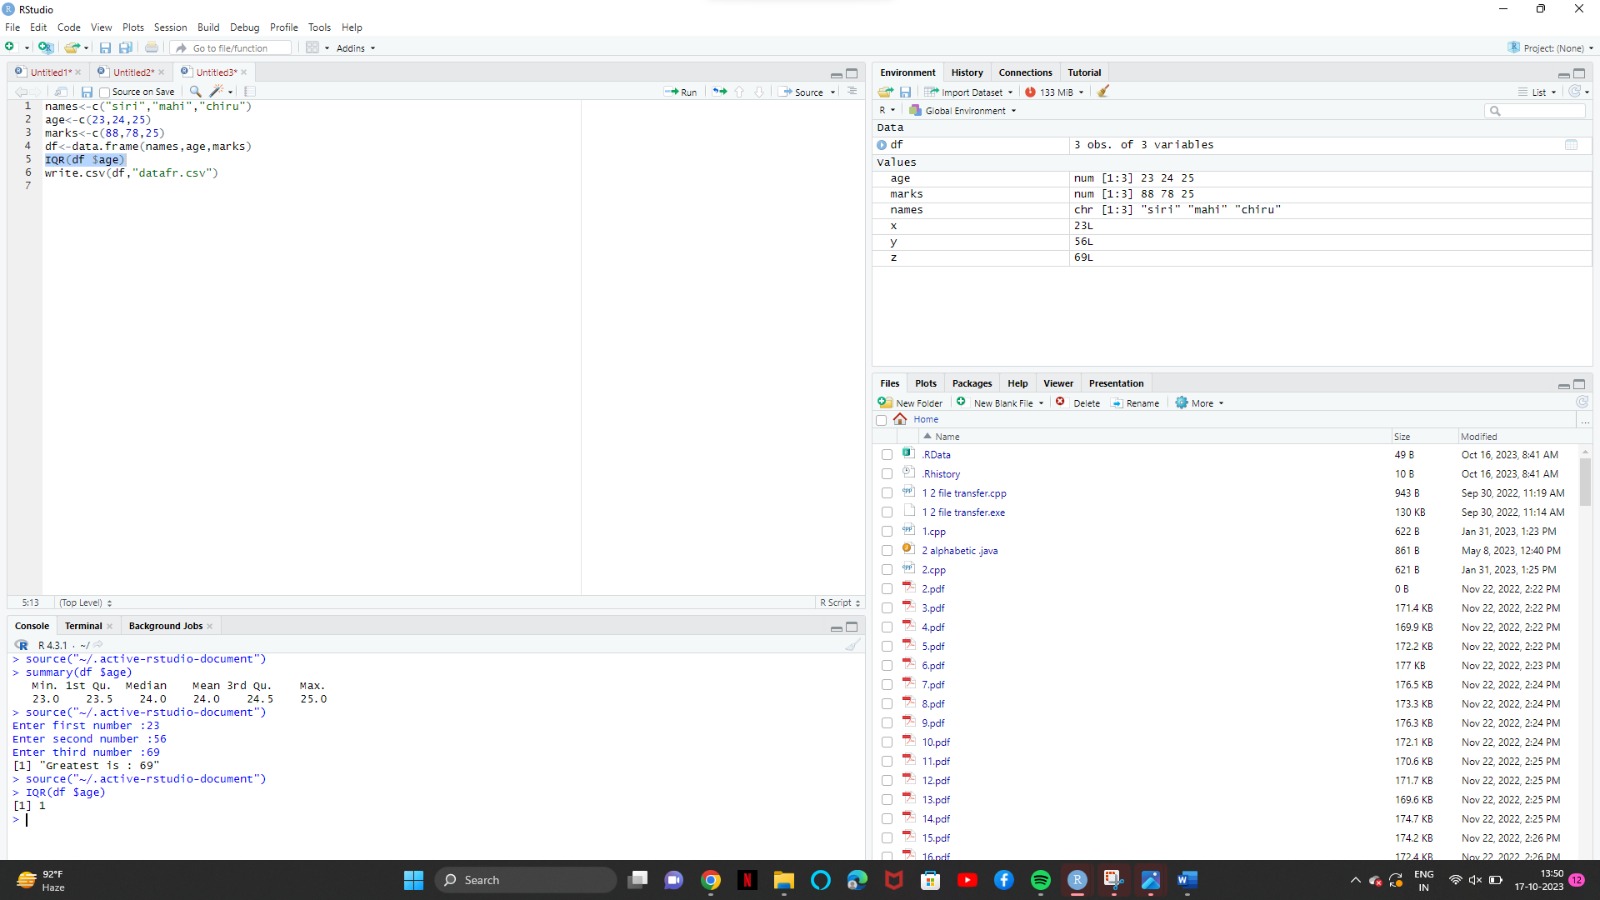 RStudio
File Edit Code View Plots Session Build Debug Profile Tools Help
Go to file/function Addins Project: (None)
Untitled1* Untitled2* Untitled3*
Source on Save Run Source
1 names<-c("siri","mahi","chiru")
2 age<-c(23,24,25)
3 marks<-c(88,78,25)
4 df<-data.frame(names,age,marks)
5 IQR(df $age)
6 write.csv(df,"datafr.csv")
7
5:13 (Top Level) R Script
Console Terminal Background Jobs
R 4.3.1 · ~/
> source("~/.active-rstudio-document")
> summary(df $age)
Min. 1st Qu. Median Mean 3rd Qu. Max.
23.0 23.5 24.0 24.0 24.5 25.0
> source("~/.active-rstudio-document")
Enter first number :23
Enter second number :56
Enter third number :69
[1] "Greatest is : 69"
> source("~/.active-rstudio-document")
> IQR(df $age)
[1] 1
>
Environment History Connections Tutorial
Import Dataset 133 MiB List
R Global Environment
Data
df 3 obs. of 3 variables
Values
age num [1:3] 23 24 25
marks num [1:3] 88 78 25
names chr [1:3] "siri" "mahi" "chiru"
x 23L
y 56L
z 69L
Files Plots Packages Help Viewer Presentation
New Folder New Blank File Delete Rename More
Home ...
Name Size Modified
.RData 49 B Oct 16, 2023, 8:41 AM
.Rhistory 10 B Oct 16, 2023, 8:41 AM
1 2 file transfer.cpp 943 B Sep 30, 2022, 11:19 AM
1 2 file transfer.exe 130 KB Sep 30, 2022, 11:14 AM
1.cpp 622 B Jan 31, 2023, 1:23 PM
2 alphabetic .java 861 B May 8, 2023, 12:40 PM
2.cpp 621 B Jan 31, 2023, 1:25 PM
2.pdf 0 B Nov 22, 2022, 2:22 PM
3.pdf 171.4 KB Nov 22, 2022, 2:22 PM
4.pdf 169.9 KB Nov 22, 2022, 2:22 PM
5.pdf 172.2 KB Nov 22, 2022, 2:22 PM
6.pdf 177 KB Nov 22, 2022, 2:23 PM
7.pdf 176.5 KB Nov 22, 2022, 2:24 PM
8.pdf 173.3 KB Nov 22, 2022, 2:24 PM
9.pdf 176.3 KB Nov 22, 2022, 2:24 PM
10.pdf 172.1 KB Nov 22, 2022, 2:24 PM
11.pdf 170.6 KB Nov 22, 2022, 2:25 PM
12.pdf 171.7 KB Nov 22, 2022, 2:25 PM
13.pdf 169.6 KB Nov 22, 2022, 2:25 PM
14.pdf 174.7 KB Nov 22, 2022, 2:25 PM
15.pdf 174.2 KB Nov 22, 2022, 2:26 PM
16.pdf 172.4 KB Nov 22, 2022, 2:26 PM
92°F
Haze
Search
ENG
IN
13:50
17-10-2023
12